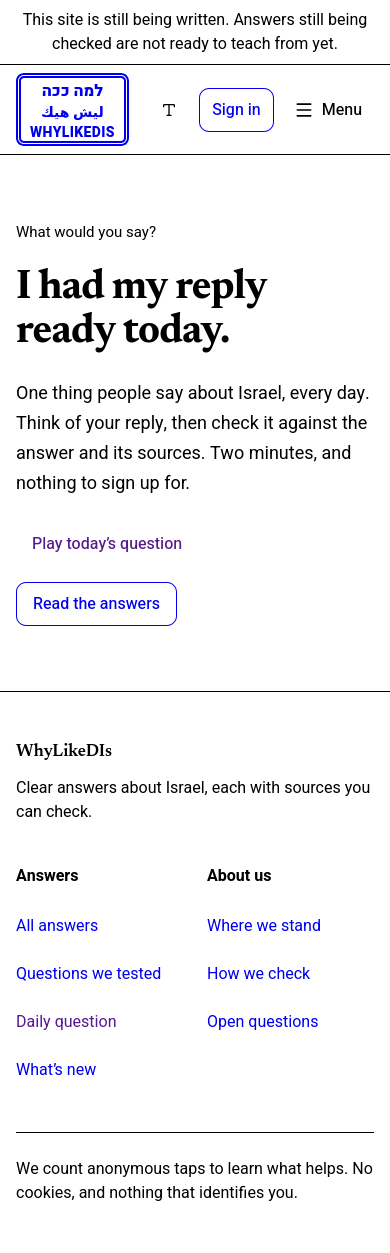 This site is still being written. Answers still being
checked are not ready to teach from yet.
למה ככה
ليش هيك
WHYLIKEDIS
T
Sign in
Menu
What would you say?
I had my reply
ready today.
One thing people say about Israel, every day.
Think of your reply, then check it against the
answer and its sources. Two minutes, and
nothing to sign up for.
Play today’s question
Read the answers
WhyLikeDIs
Clear answers about Israel, each with sources you
can check.
Answers
About us
All answers
Where we stand
Questions we tested
How we check
Daily question
Open questions
What’s new
We count anonymous taps to learn what helps. No
cookies, and nothing that identifies you.